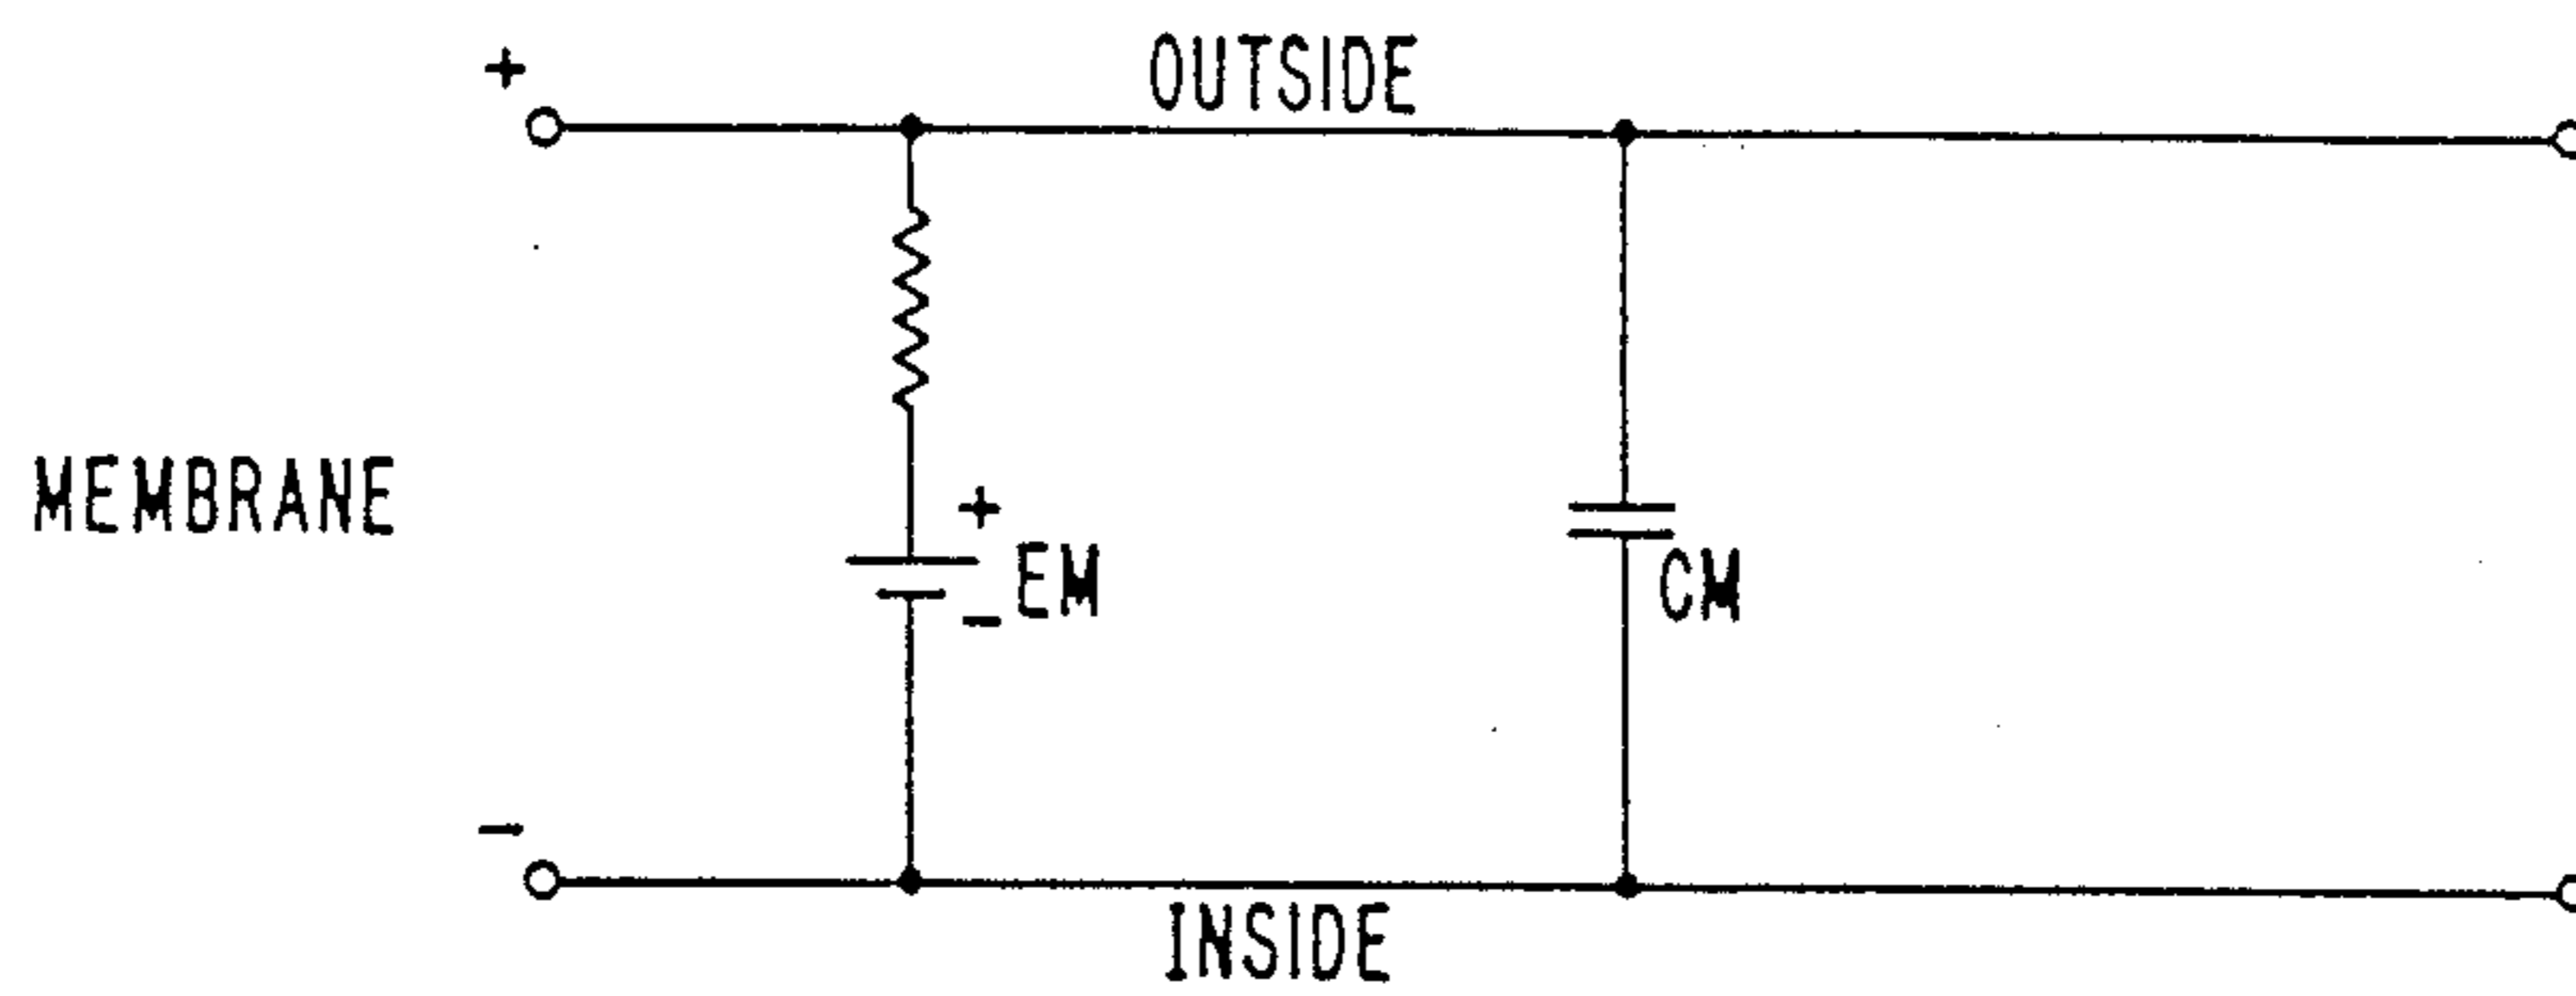 +
OUTSIDE
MEMBRANE
+
EM
-
CM
-
INSIDE